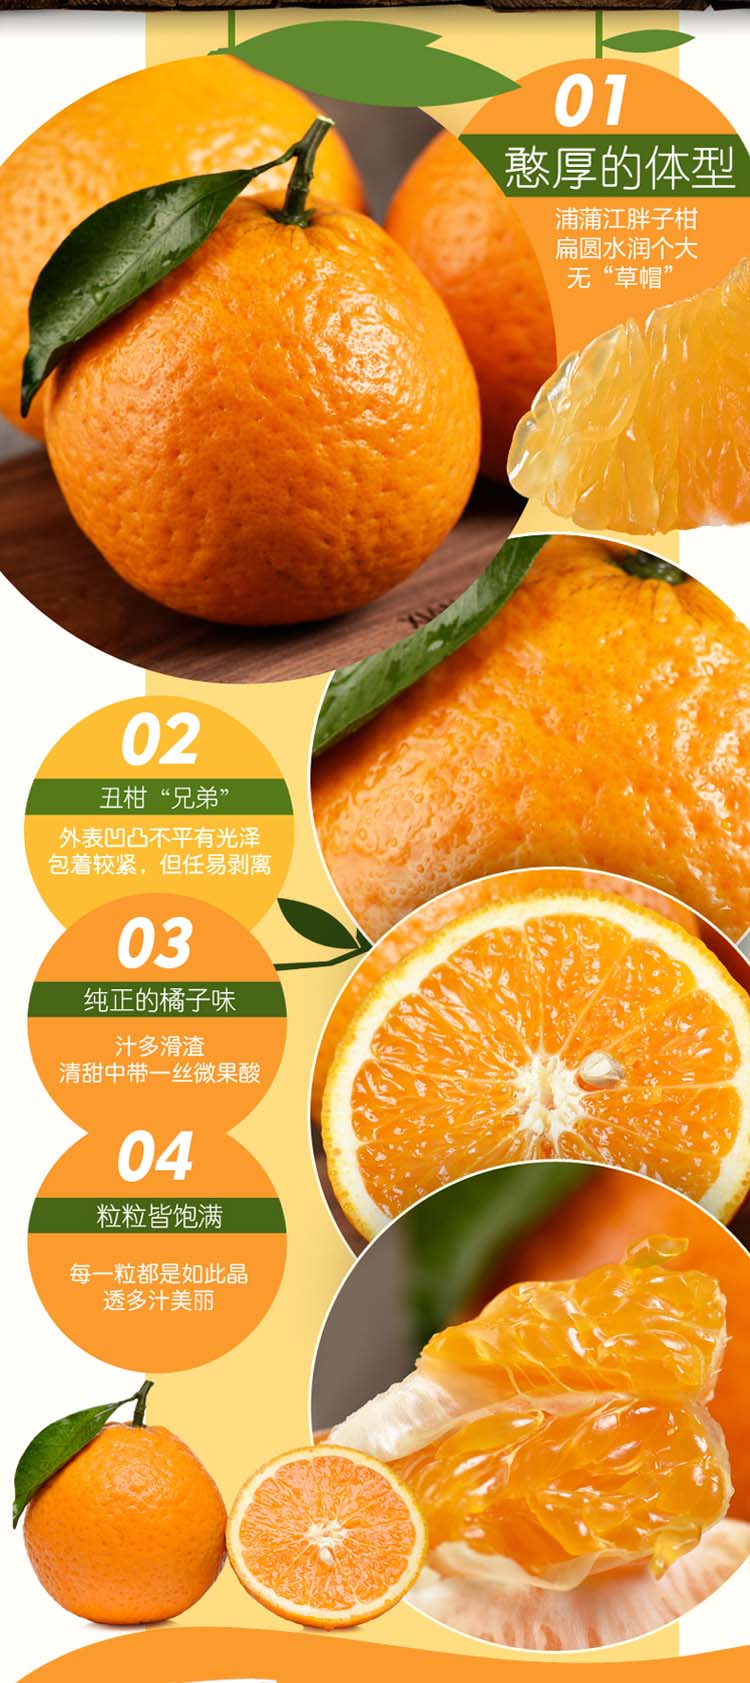 01
憨厚的体型
浦蒲江胖子柑
扁圆水润个大
无“草帽”
02
丑柑“兄弟”
外表凹凸不平有光泽
包着较紧，但任易剥离
03
纯正的橘子味
汁多滑渣
清甜中带一丝微果酸
04
粒粒皆饱满
每一粒都是如此晶
透多汁美丽